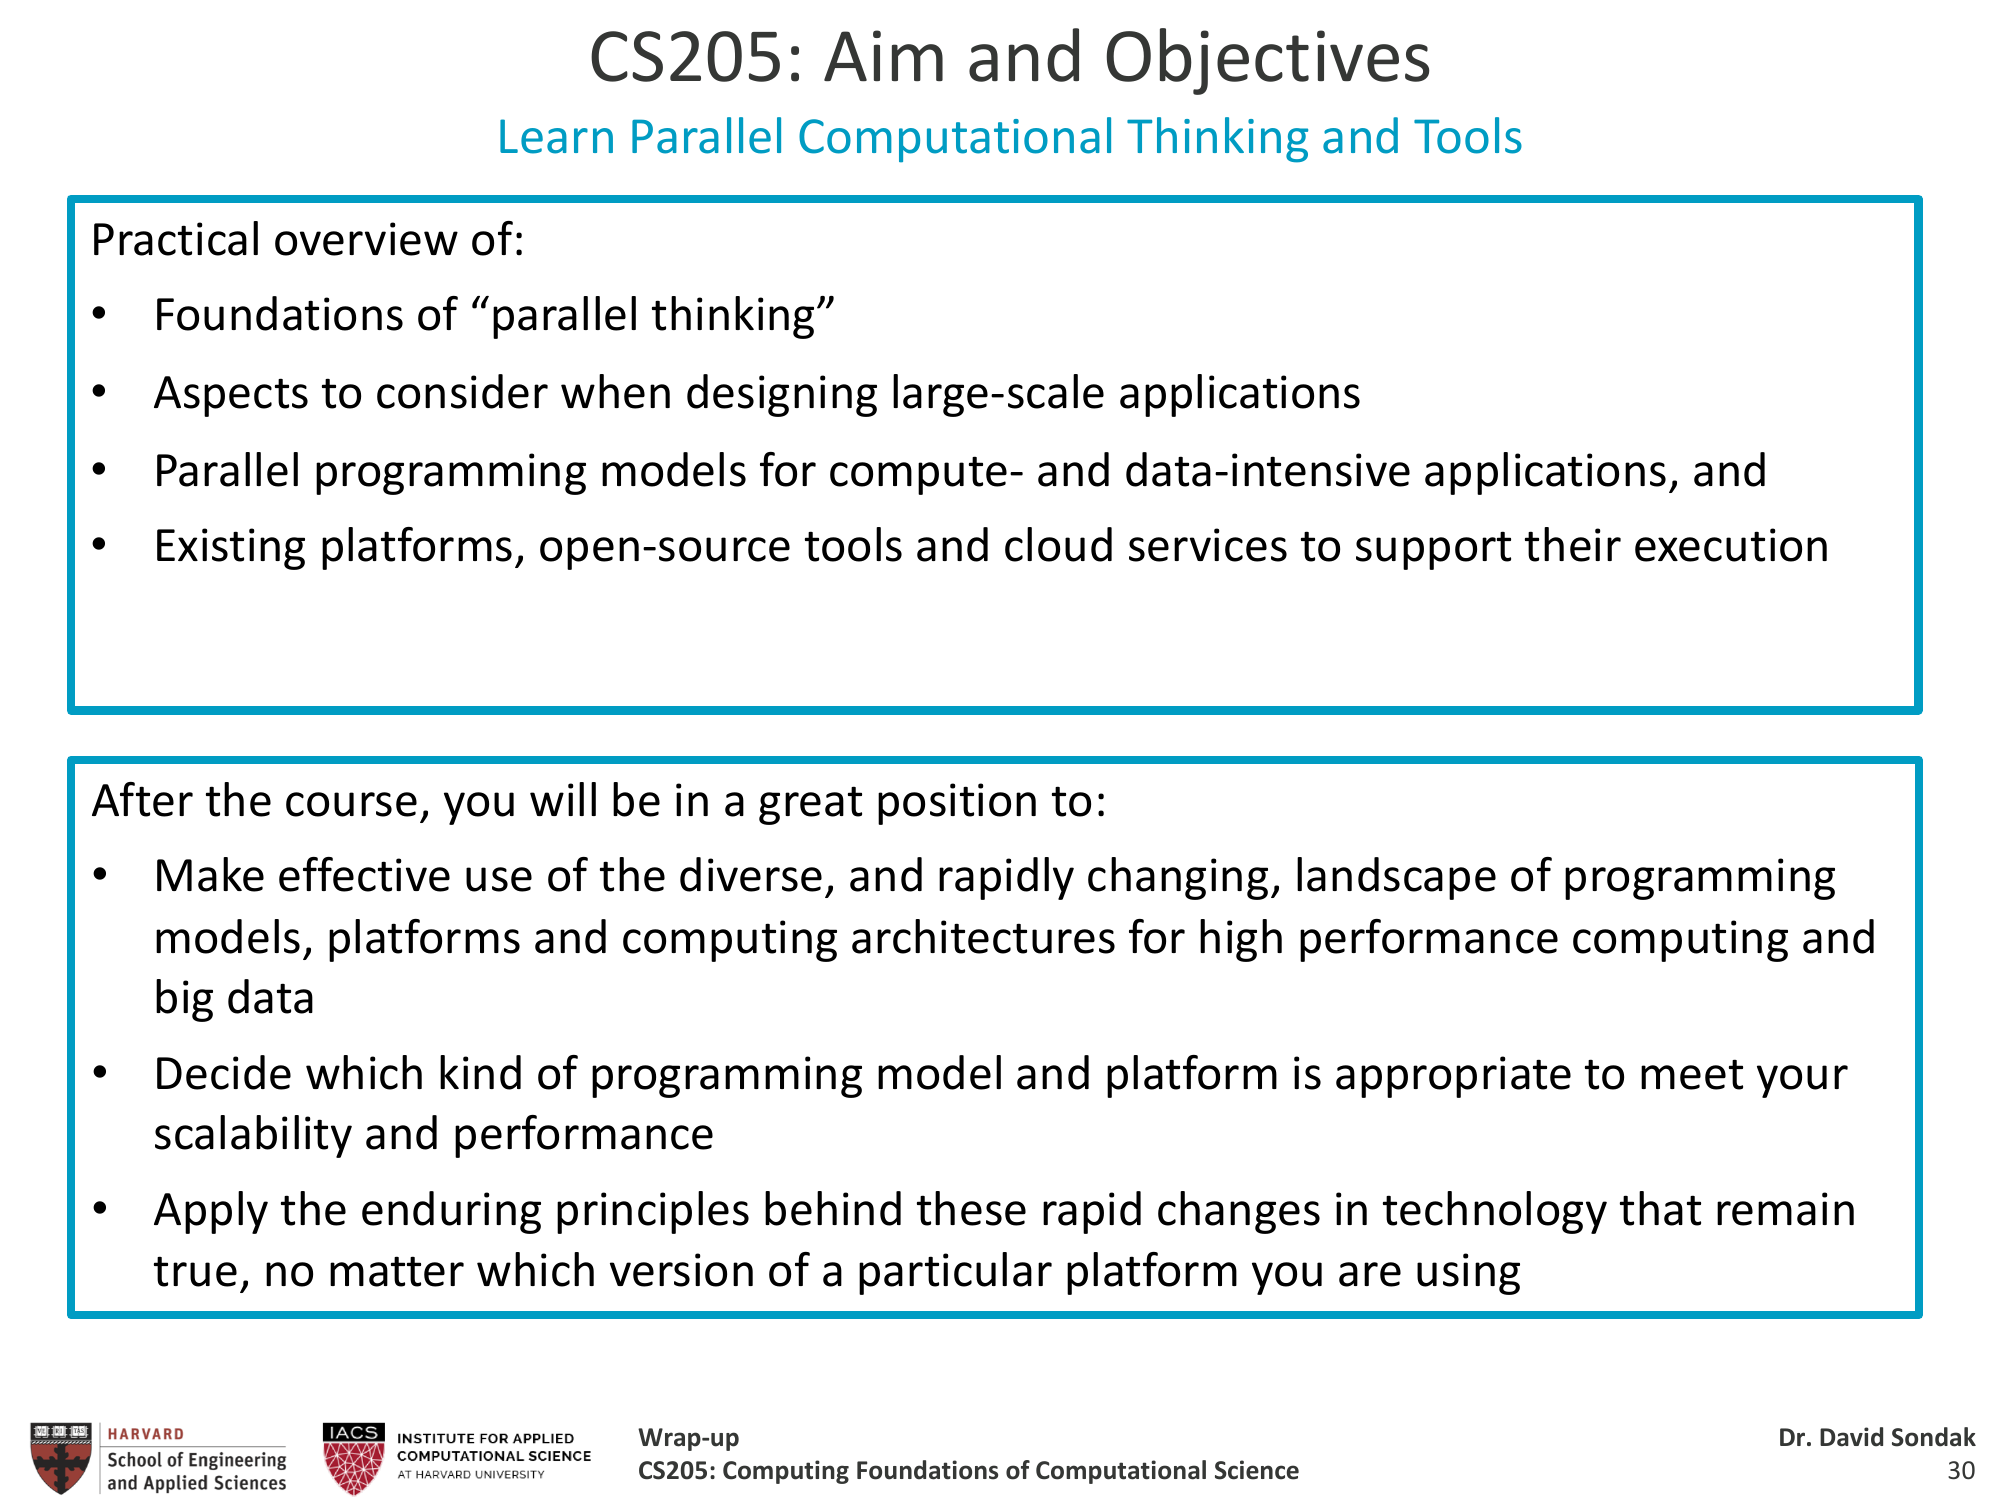 CS205: Aim and Objectives
Learn Parallel Computational Thinking and Tools
Practical overview of:
• Foundations of “parallel thinking”
• Aspects to consider when designing large-scale applications
• Parallel programming models for compute- and data-intensive applications, and
• Existing platforms, open-source tools and cloud services to support their execution
After the course, you will be in a great position to:
• Make effective use of the diverse, and rapidly changing, landscape of programming
models, platforms and computing architectures for high performance computing and
big data
• Decide which kind of programming model and platform is appropriate to meet your
scalability and performance
• Apply the enduring principles behind these rapid changes in technology that remain
true, no matter which version of a particular platform you are using
HARVARD
School of Engineering
and Applied Sciences
IACS
INSTITUTE FOR APPLIED
COMPUTATIONAL SCIENCE
AT HARVARD UNIVERSITY
Wrap-up
CS205: Computing Foundations of Computational Science
Dr. David Sondak
30